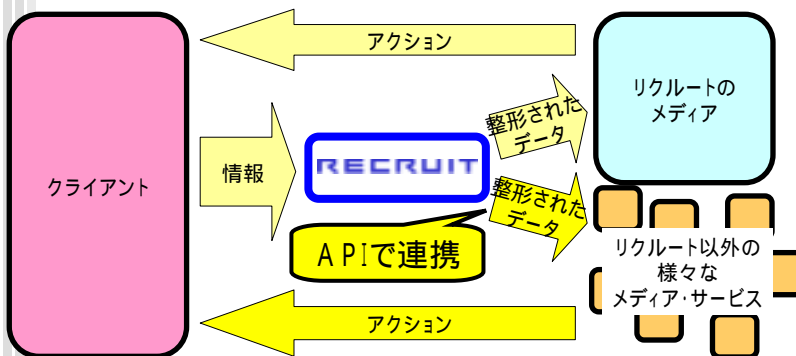 アクション
リクルートの
メディア
整形された
データ
クライアント
情報
RECRUIT
整形された
データ
APIで連携
リクルート以外の
様々な
メディア・サービス
アクション